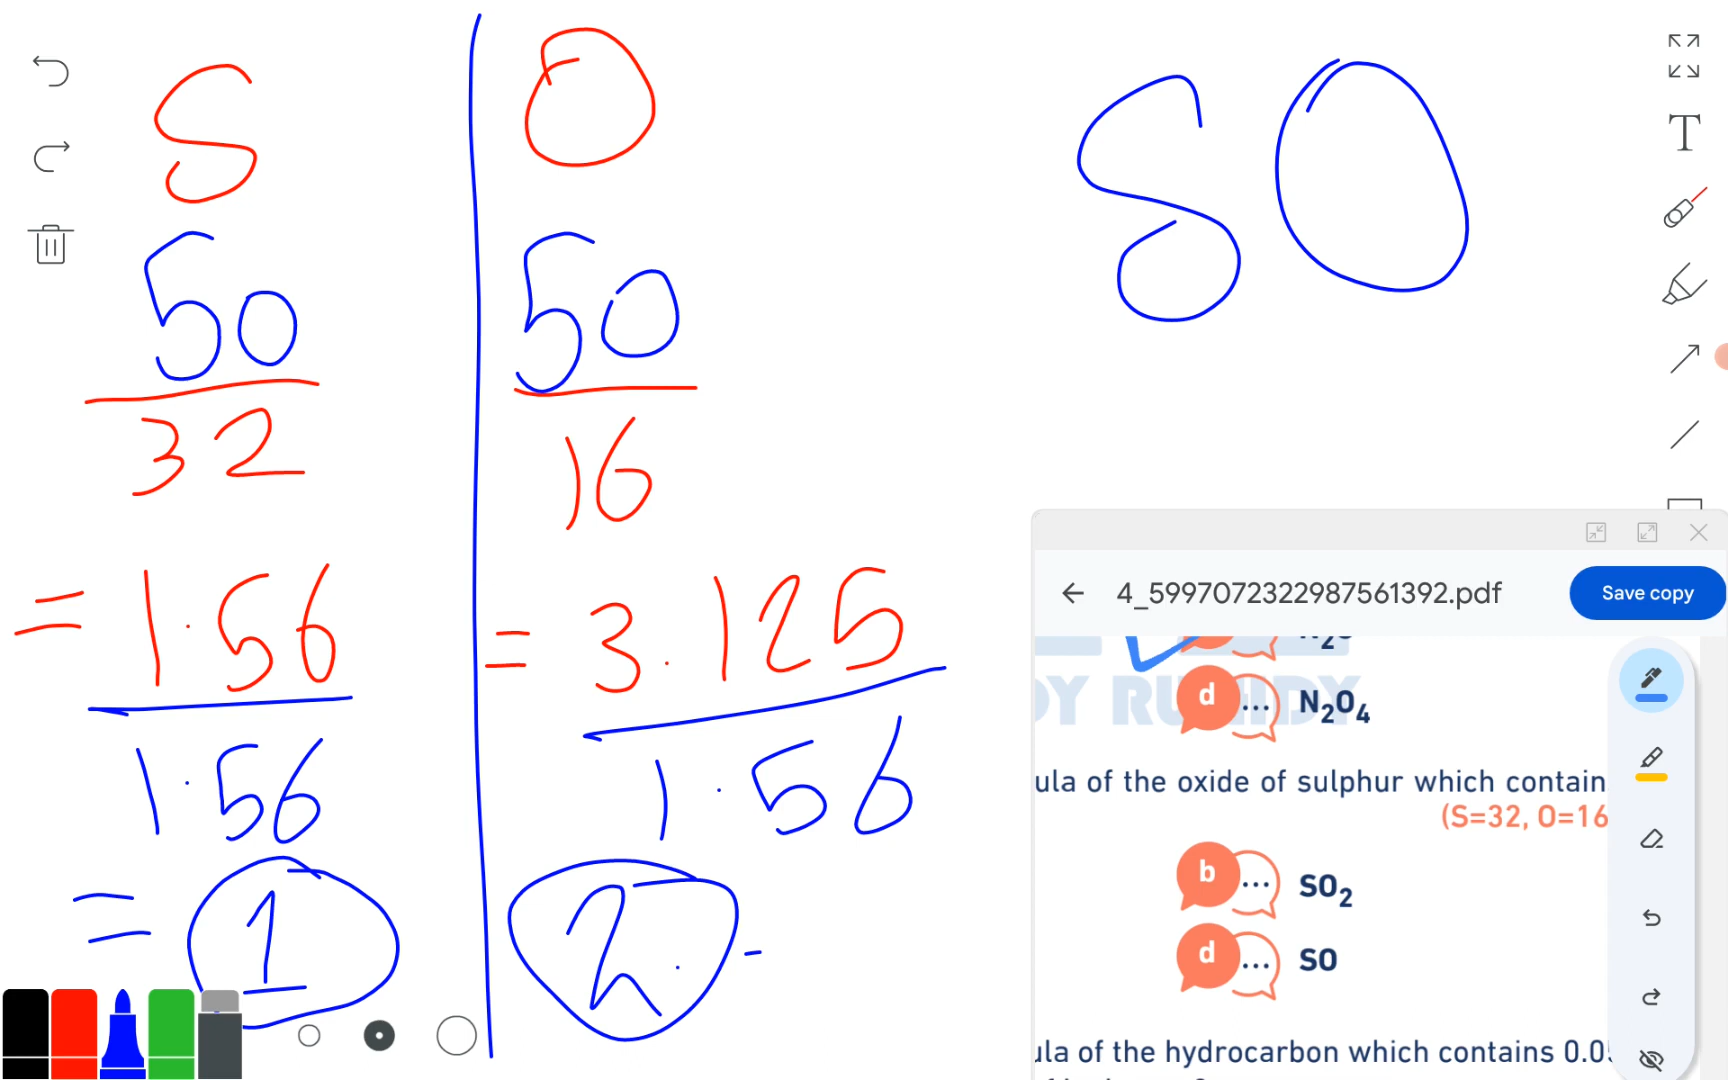 S O
50 50
32 16
= 1.56 = 3.125
1.56 1.56
= 1 2. -
SO
T
4_5997072322987561392.pdf
Save copy
d ... N₂O₄
ula of the oxide of sulphur which contain
(S=32, O=16
b ... SO₂
d ... SO
ula of the hydrocarbon which contains 0.0